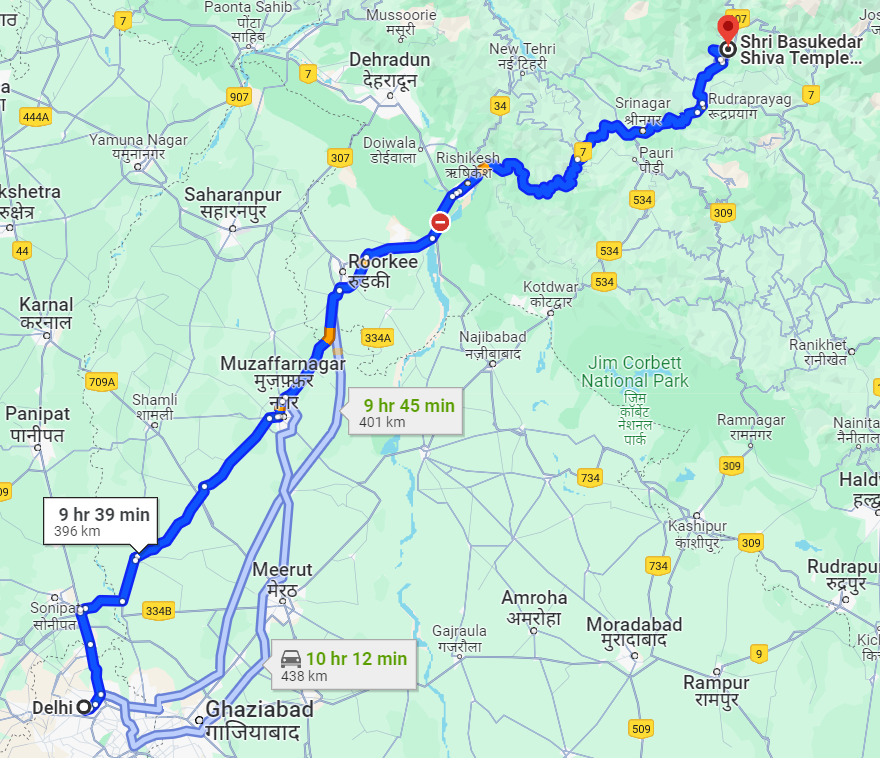 Paonta Sahib
पोंटा
साहिब
Mussoorie
मसूरी
7
107
Shri Basukedar
Shiva Temple...
New Tehri
नई टिहरी
Dehradun
देहरादून
7
7
907
34
7
444A
Srinagar
श्रीनगर
Rudraprayag
रूद्रप्रयाग
Yamuna Nagar
यमुनानगर
Doiwala
डोईवाला
307
Rishikesh
ऋषिकेश
7
Pauri
पौड़ी
kshetra
रुक्षेत्र
Saharanpur
सहारनपुर
534
309
44
534
534
Roorkee
रुड़की
Kotdwar
कोटद्वार
Karnal
करनाल
334A
Najibabad
नज़ीबाबाद
Ranikhet
रानीखेत
Muzaffarnagar
मुज़फ़्फ़र
नगर
Jim Corbett
National Park
जिम
कॉर्बेट
नेशनल
पार्क
709A
Shamli
शामली
9 hr 45 min
401 km
Panipat
पानीपत
Ramnagar
रामनगर
Nainita
नैनीताल
309
734
Hald
हल्द्व
09
9 hr 39 min
396 km
Kashipur
काशीपुर
309
Meerut
मेरठ
734
Rudrapur
रुद्रपुर
Sonipat
सोनीपत
334B
Amroha
अमरोहा
Moradabad
मुरादाबाद
Gajraula
गजरौला
10 hr 12 min
438 km
9
Rampur
रामपुर
Delhi
Ghaziabad
गाजियाबाद
509